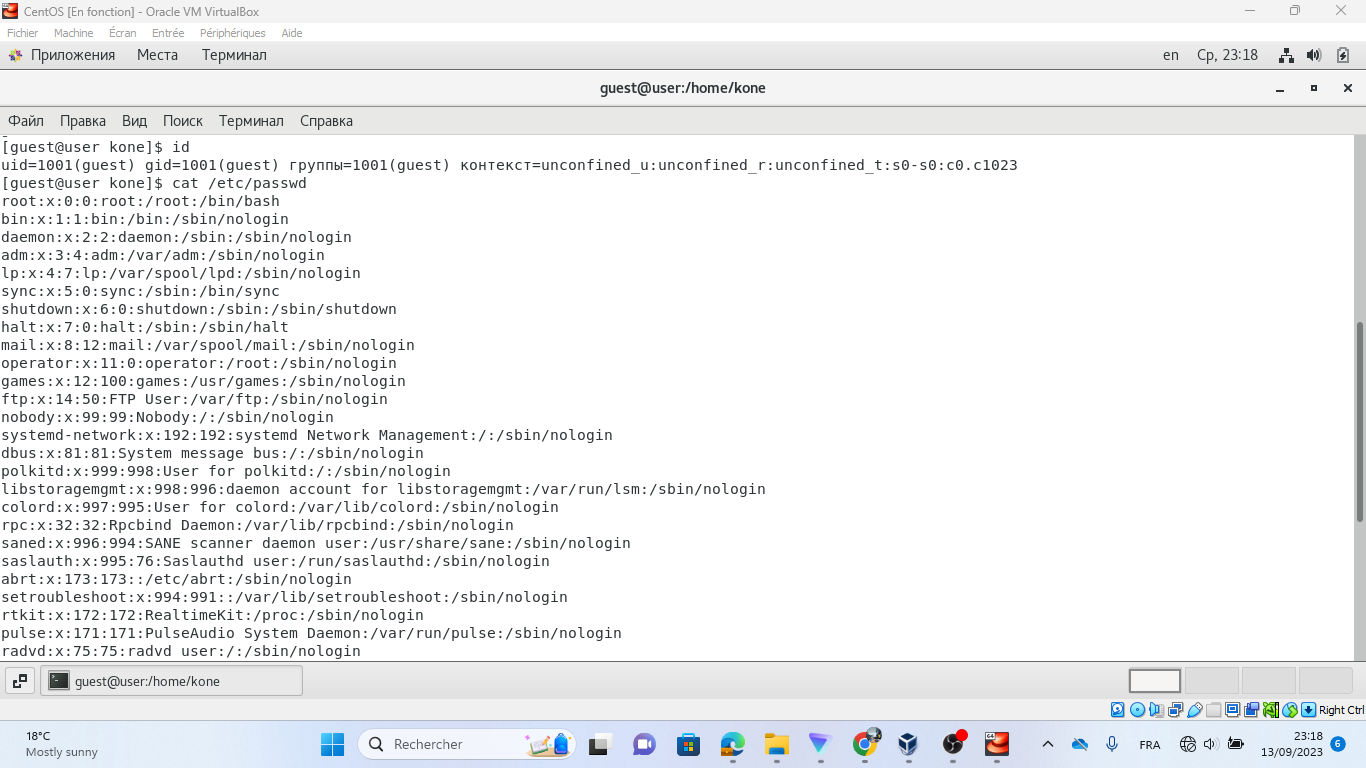 CentOS [En fonction] - Oracle VM VirtualBox
Fichier Machine Écran Entrée Périphériques Aide
Приложения Места Терминал en Ср, 23:18
guest@user:/home/kone
Файл Правка Вид Поиск Терминал Справка
[guest@user kone]$ id
uid=1001(guest) gid=1001(guest) группы=1001(guest) контекст=unconfined_u:unconfined_r:unconfined_t:s0-s0:c0.c1023
[guest@user kone]$ cat /etc/passwd
root:x:0:0:root:/root:/bin/bash
bin:x:1:1:bin:/bin:/sbin/nologin
daemon:x:2:2:daemon:/sbin:/sbin/nologin
adm:x:3:4:adm:/var/adm:/sbin/nologin
lp:x:4:7:lp:/var/spool/lpd:/sbin/nologin
sync:x:5:0:sync:/sbin:/bin/sync
shutdown:x:6:0:shutdown:/sbin:/sbin/shutdown
halt:x:7:0:halt:/sbin:/sbin/halt
mail:x:8:12:mail:/var/spool/mail:/sbin/nologin
operator:x:11:0:operator:/root:/sbin/nologin
games:x:12:100:games:/usr/games:/sbin/nologin
ftp:x:14:50:FTP User:/var/ftp:/sbin/nologin
nobody:x:99:99:Nobody:/:/sbin/nologin
systemd-network:x:192:192:systemd Network Management:/:/sbin/nologin
dbus:x:81:81:System message bus:/:/sbin/nologin
polkitd:x:999:998:User for polkitd:/:/sbin/nologin
libstoragemgmt:x:998:996:daemon account for libstoragemgmt:/var/run/lsm:/sbin/nologin
colord:x:997:995:User for colord:/var/lib/colord:/sbin/nologin
rpc:x:32:32:Rpcbind Daemon:/var/lib/rpcbind:/sbin/nologin
saned:x:996:994:SANE scanner daemon user:/usr/share/sane:/sbin/nologin
saslauth:x:995:76:Saslauthd user:/run/saslauthd:/sbin/nologin
abrt:x:173:173::/etc/abrt:/sbin/nologin
setroubleshoot:x:994:991::/var/lib/setroubleshoot:/sbin/nologin
rtkit:x:172:172:RealtimeKit:/proc:/sbin/nologin
pulse:x:171:171:PulseAudio System Daemon:/var/run/pulse:/sbin/nologin
radvd:x:75:75:radvd user:/:/sbin/nologin
guest@user:/home/kone
Right Ctrl
18°C
Mostly sunny
Rechercher
FRA
23:18
13/09/2023
6